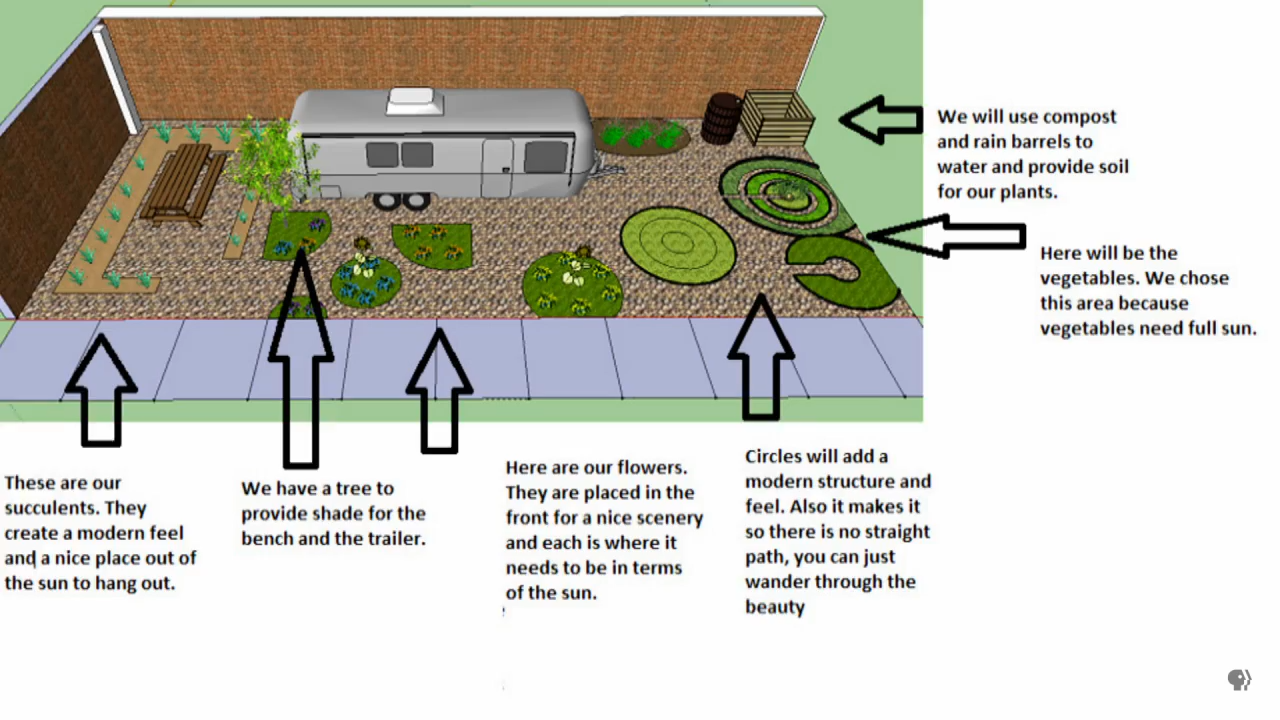 We will use compost
and rain barrels to
water and provide soil
for our plants.
Here will be the
vegetables. We chose
this area because
vegetables need full sun.
These are our
succulents. They
create a modern feel
and a nice place out of
the sun to hang out.
We have a tree to
provide shade for the
bench and the trailer.
Here are our flowers.
They are placed in the
front for a nice scenery
and each is where it
needs to be in terms
of the sun.
Circles will add a
modern structure and
feel. Also it makes it
so there is no straight
path, you can just
wander through the
beauty